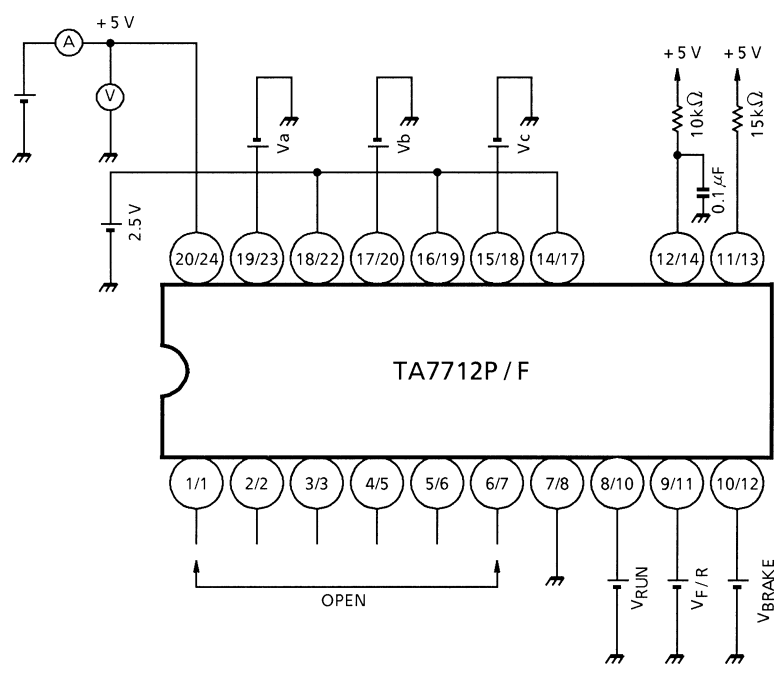 +5 V
A
V
+5 V
+5 V
10kΩ
15kΩ
0.1 μF
Va
Vb
Vc
2.5 V
20/24
19/23
18/22
17/20
16/19
15/18
14/17
12/14
11/13
TA7712P / F
1/1
2/2
3/3
4/5
5/6
6/7
7/8
8/10
9/11
10/12
OPEN
VRUN
VF / R
VBRAKE